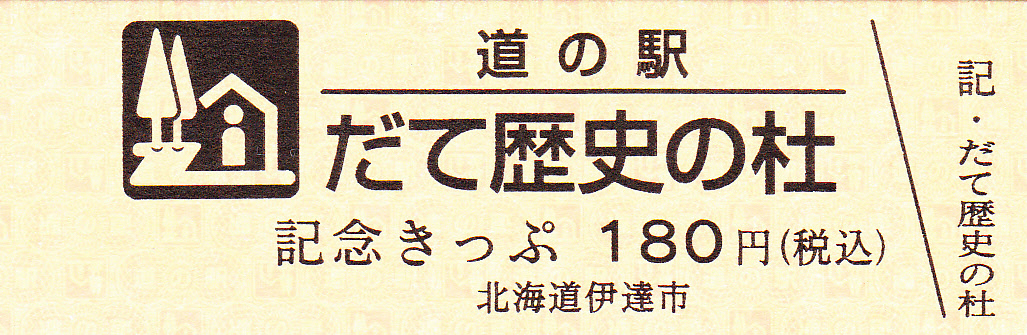 道の駅
だて歴史の杜
記念きっぷ 180円(税込)
北海道伊達市
記・だて歴史の杜